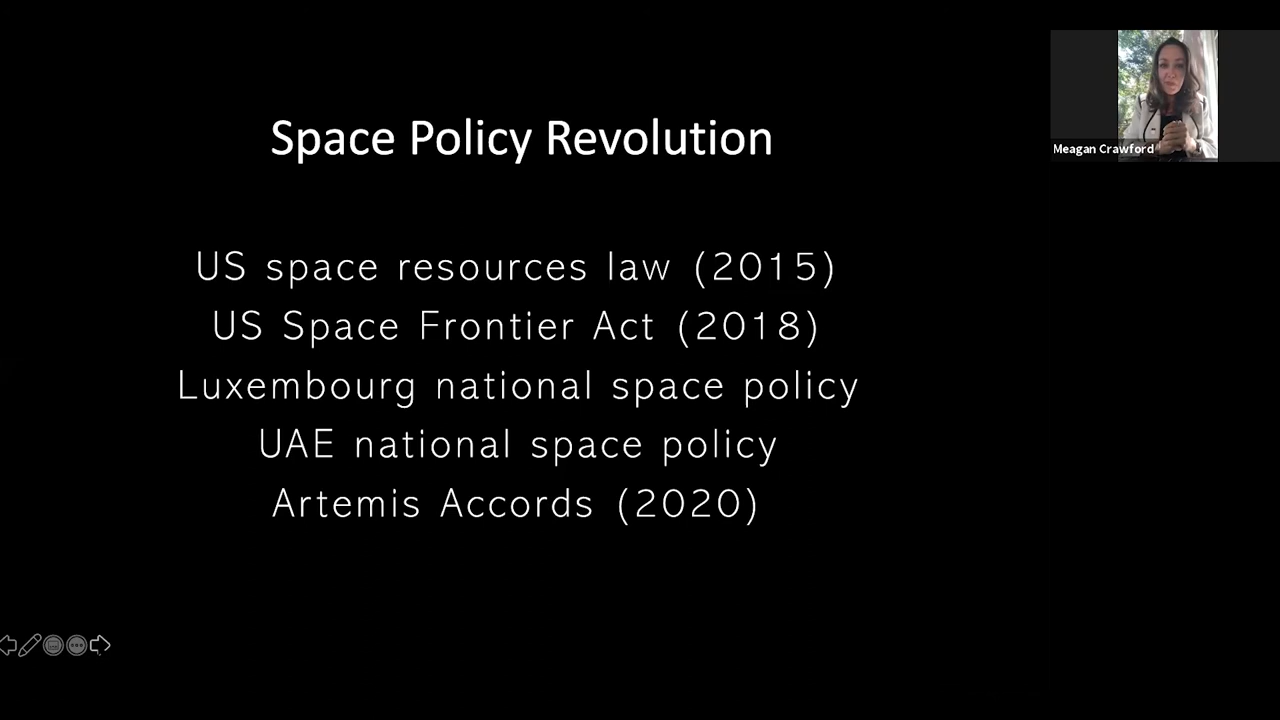 Space Policy Revolution
Meagan Crawford
US space resources law (2015)
US Space Frontier Act (2018)
Luxembourg national space policy
UAE national space policy
Artemis Accords (2020)